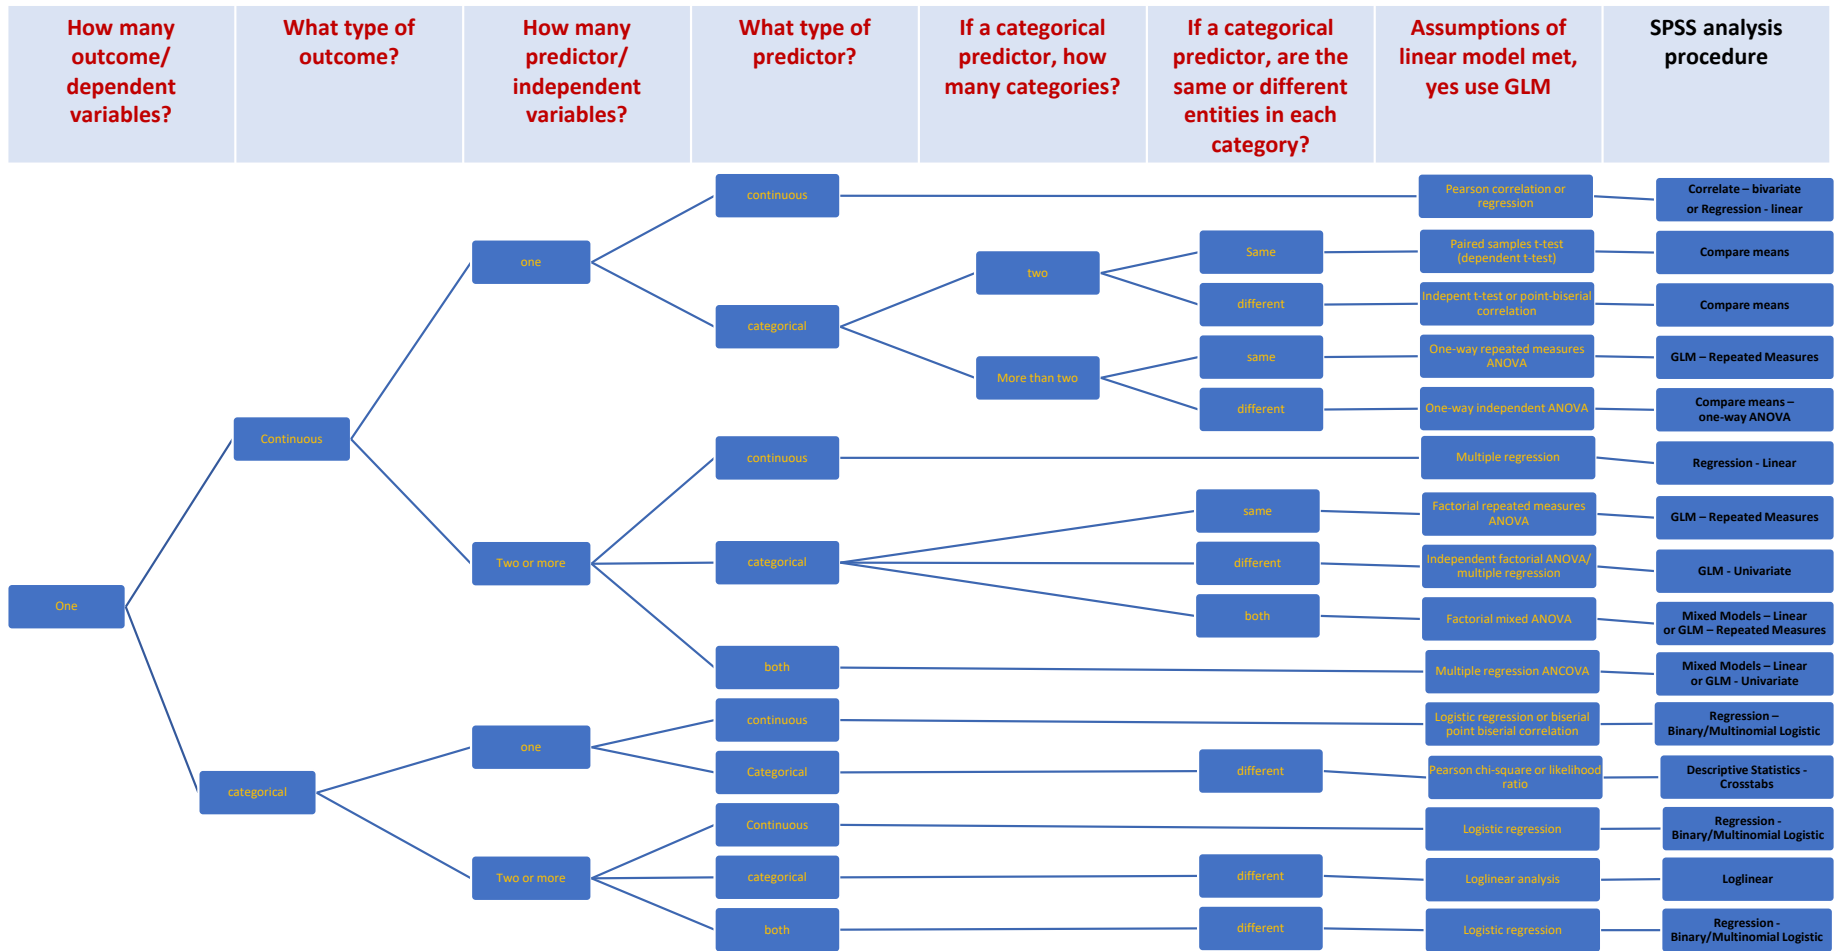 How many
outcome/
dependent
variables?
What type of
outcome?
How many
predictor/
independent
variables?
What type of
predictor?
If a categorical
predictor, how
many categories?
If a categorical
predictor, are the
same or different
entities in each
category?
Assumptions of
linear model met,
yes use GLM
SPSS analysis
procedure
One
Continuous
categorical
one
Two or more
one
Two or more
continuous
categorical
continuous
categorical
both
continuous
Categorical
Continuous
categorical
both
two
More than two
Same
different
same
different
same
different
both
different
different
different
Pearson correlation or
regression
Paired samples t-test
(dependent t-test)
Indepent t-test or point-biserial
correlation
One-way repeated measures
ANOVA
One-way independent ANOVA
Multiple regression
Factorial repeated measures
ANOVA
Independent factorial ANOVA/
multiple regression
Factorial mixed ANOVA
Multiple regression ANCOVA
Logistic regression or biserial
point biserial correlation
Pearson chi-square or likelihood
ratio
Logistic regression
Loglinear analysis
Logistic regression
Correlate – bivariate
or Regression - linear
Compare means
Compare means
GLM – Repeated Measures
Compare means –
one-way ANOVA
Regression - Linear
GLM – Repeated Measures
GLM - Univariate
Mixed Models – Linear
or GLM – Repeated Measures
Mixed Models – Linear
or GLM - Univariate
Regression –
Binary/Multinomial Logistic
Descriptive Statistics -
Crosstabs
Regression -
Binary/Multinomial Logistic
Loglinear
Regression -
Binary/Multinomial Logistic